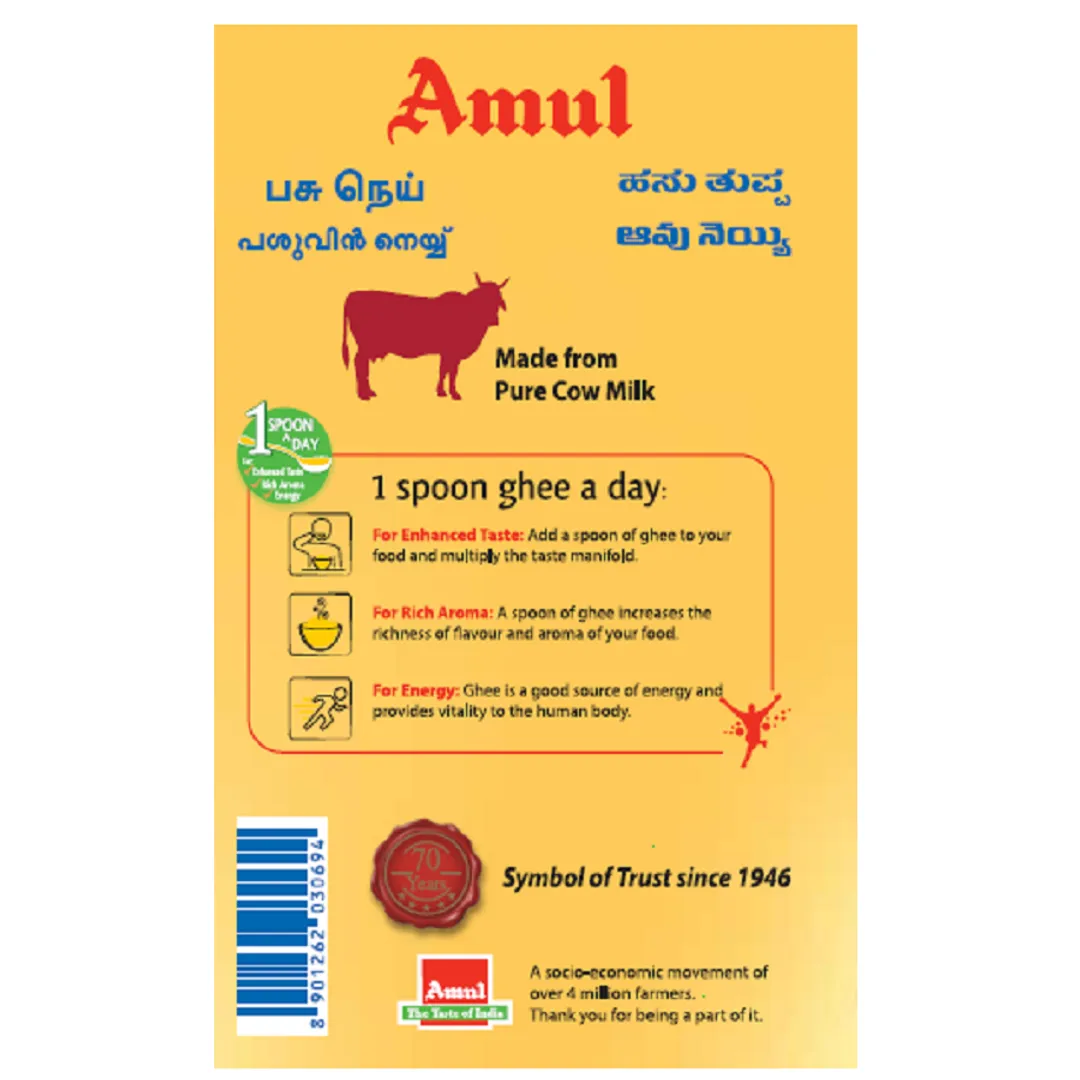 Amul
பசு நெய்
ಹಸು ತುಪ್ಪ
പശുവിൻ നെയ്യ്
ఆవు నెయ్యి
Made from
Pure Cow Milk
1 SPOON
^ DAY
for
✓ Enhanced Taste
✓ Rich Aroma
✓ Energy
1 spoon ghee a day:
For Enhanced Taste: Add a spoon of ghee to your
food and multiply the taste manifold.
For Rich Aroma: A spoon of ghee increases the
richness of flavour and aroma of your food.
For Energy: Ghee is a good source of energy and
provides vitality to the human body.
8 901262 030694
70
Years
Symbol of Trust since 1946
Amul
The Taste of India
A socio-economic movement of
over 4 million farmers.
Thank you for being a part of it.